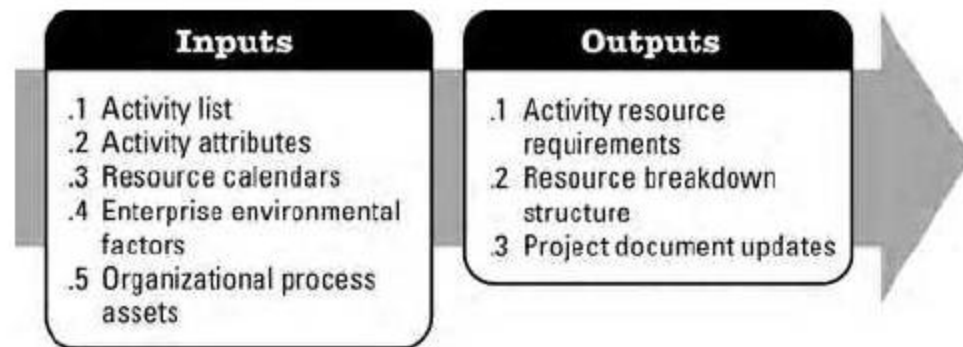 Inputs
.1 Activity list
.2 Activity attributes
.3 Resource calendars
.4 Enterprise environmental
factors
.5 Organizational process
assets
Outputs
.1 Activity resource
requirements
.2 Resource breakdown
structure
.3 Project document updates